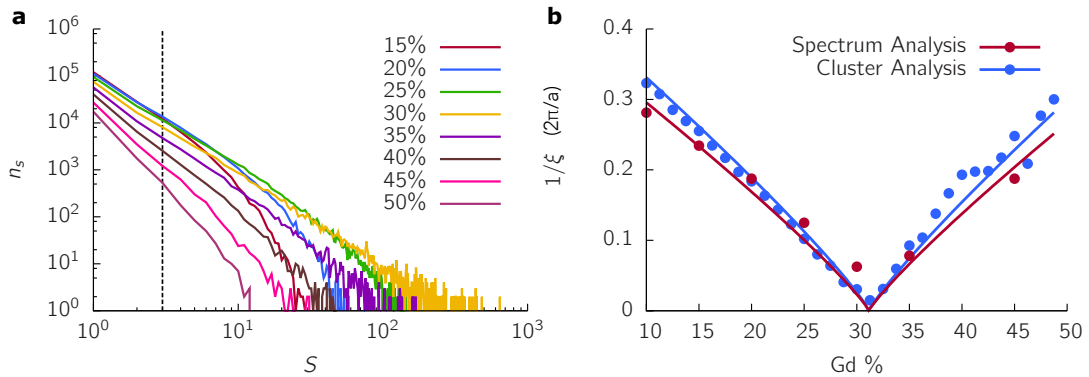 a
n_s
10^6
10^5
10^4
10^3
10^2
10^1
10^0
15%
20%
25%
30%
35%
40%
45%
50%
10^0 10^1 10^2 10^3
S
b
1/ξ (2π/a)
0.4
0.3
0.2
0.1
0
Spectrum Analysis
Cluster Analysis
10 15 20 25 30 35 40 45 50
Gd %